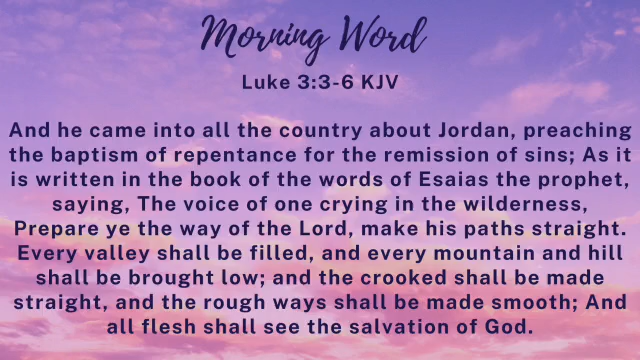 Morning Word
Luke 3:3-6 KJV
And he came into all the country about Jordan, preaching
the baptism of repentance for the remission of sins; As it
is written in the book of the words of Esaias the prophet,
saying, The voice of one crying in the wilderness,
Prepare ye the way of the Lord, make his paths straight.
Every valley shall be filled, and every mountain and hill
shall be brought low; and the crooked shall be made
straight, and the rough ways shall be made smooth; And
all flesh shall see the salvation of God.